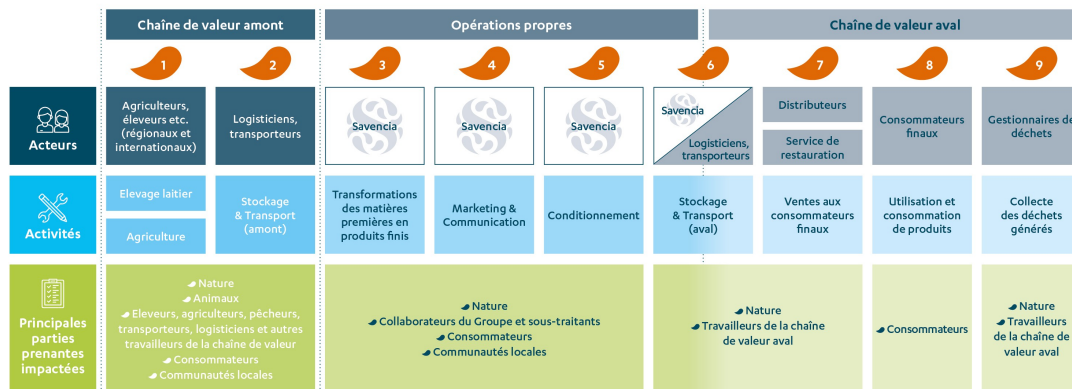 Chaîne de valeur amont
Opérations propres
Chaîne de valeur aval
1
2
3
4
5
6
7
8
9
Acteurs
Agriculteurs,
éleveurs etc.
(régionaux et
internationaux)
Logisticiens,
transporteurs
Savencia
Savencia
Savencia
Savencia
Logisticiens,
transporteurs
Distributeurs
Service de
restauration
Consommateurs
finaux
Gestionnaires de
déchets
Activités
Elevage laitier
Agriculture
Stockage
& Transport
(amont)
Transformations
des matières
premières en
produits finis
Marketing &
Communication
Conditionnement
Stockage
& Transport
(aval)
Ventes aux
consommateurs
finaux
Utilisation et
consommation
de produits
Collecte
des déchets
générés
Principales
parties
prenantes
impactées
Nature
Animaux
Eleveurs, agriculteurs, pêcheurs,
transporteurs, logisticiens et autres
travailleurs de la chaîne de valeur
Consommateurs
Communautés locales
Nature
Collaborateurs du Groupe et sous-traitants
Consommateurs
Communautés locales
Nature
Travailleurs de la chaîne
de valeur aval
Consommateurs
Nature
Travailleurs
de la chaîne de
valeur aval